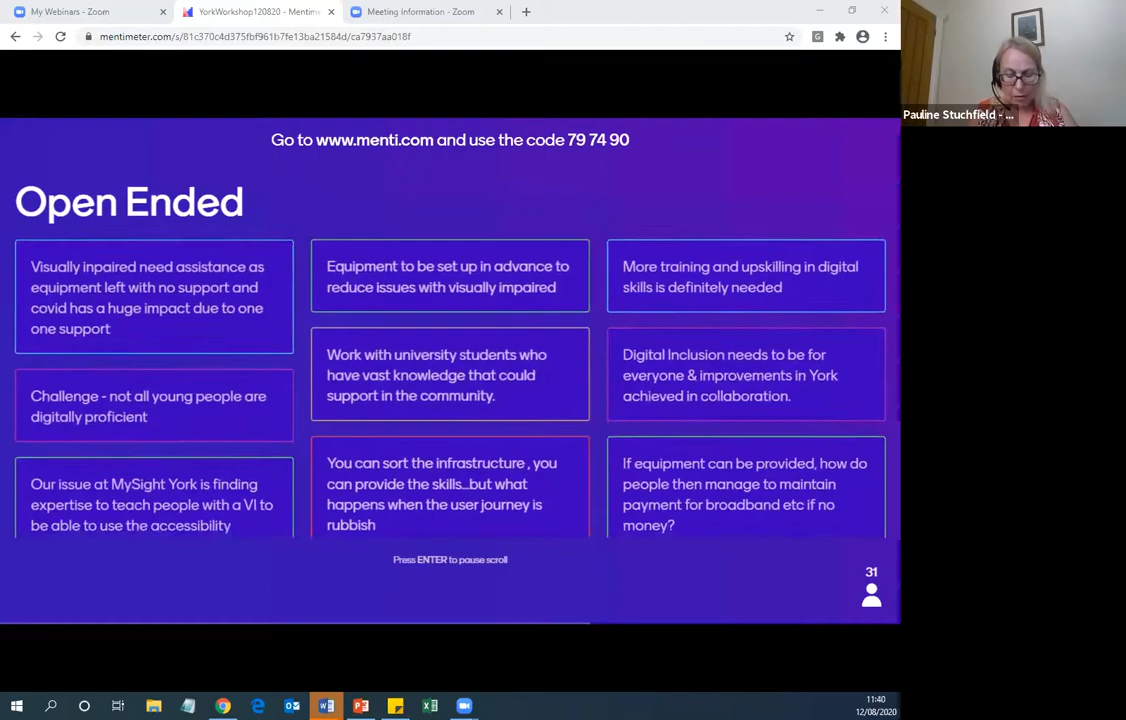 My Webinars - Zoom
YorkWorkshop120820 - Mentim
Meeting Information - Zoom
mentimeter.com/s/81c370c4d375fbf961b7fe13ba21584d/ca7937aa018f
Pauline Stuchfield - ...
Go to www.menti.com and use the code 79 74 90
Open Ended
Visually inpaired need assistance as
equipment left with no support and
covid has a huge impact due to one
one support
Challenge - not all young people are
digitally proficient
Our issue at MySight York is finding
expertise to teach people with a VI to
be able to use the accessibility
Equipment to be set up in advance to
reduce issues with visually impaired
Work with university students who
have vast knowledge that could
support in the community.
You can sort the infrastructure , you
can provide the skills...but what
happens when the user journey is
rubbish
More training and upskilling in digital
skills is definitely needed
Digital Inclusion needs to be for
everyone & improvements in York
achieved in collaboration.
If equipment can be provided, how do
people then manage to maintain
payment for broadband etc if no
money?
Press ENTER to pause scroll
31
11:40
12/08/2020